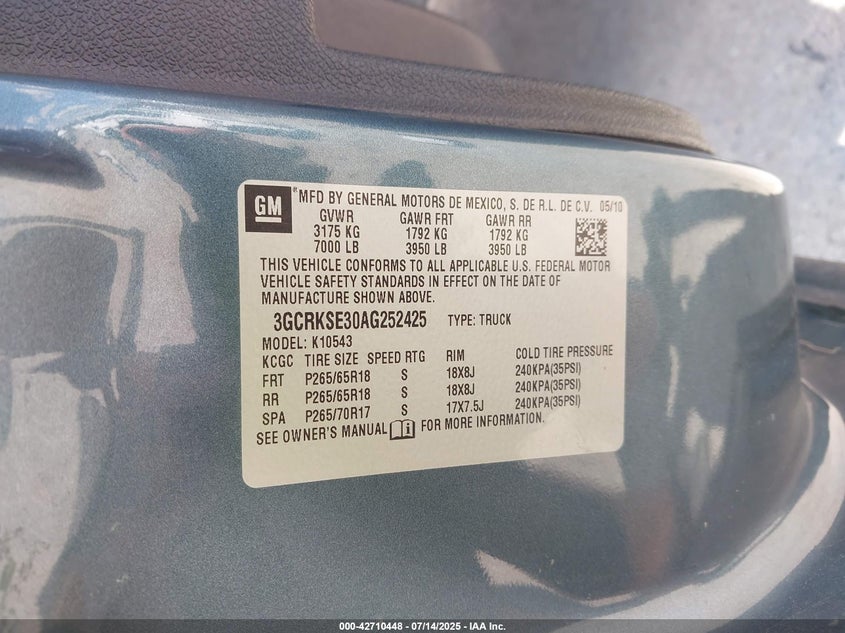 GM ® MFD BY GENERAL MOTORS DE MEXICO, S. DE R.L. DE C.V. 05/10
GVWR GAWR FRT GAWR RR
3175 KG 1792 KG 1792 KG
7000 LB 3950 LB 3950 LB
THIS VEHICLE CONFORMS TO ALL APPLICABLE U.S. FEDERAL MOTOR
VEHICLE SAFETY STANDARDS IN EFFECT ON THE DATE OF
MANUFACTURE SHOWN ABOVE.
3GCRKSE30AG252425 TYPE: TRUCK
MODEL: K10543
KCGC TIRE SIZE SPEED RTG RIM COLD TIRE PRESSURE
FRT P265/65R18 S 18X8J 240KPA(35PSI)
RR P265/65R18 S 18X8J 240KPA(35PSI)
SPA P265/70R17 S 17X7.5J 240KPA(35PSI)
SEE OWNER'S MANUAL FOR MORE INFORMATION.
000-42710448 - 07/14/2025 - IAA Inc.